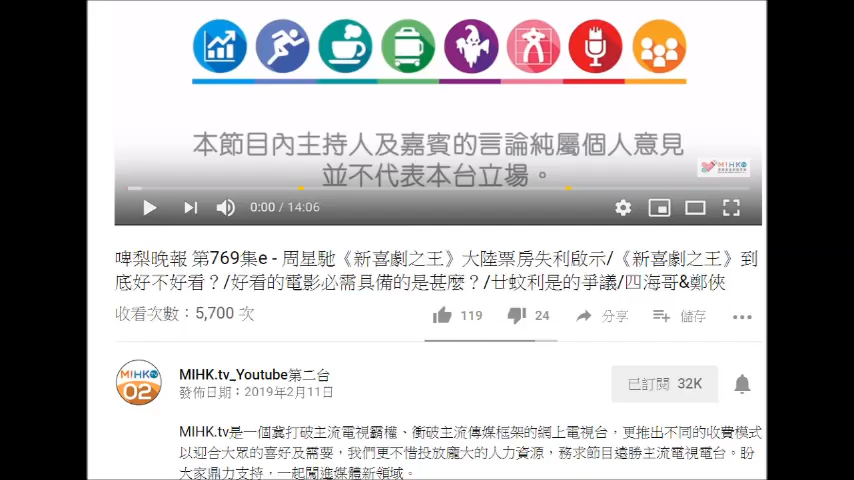 本節目內主持人及嘉賓的言論純屬個人意見
並不代表本台立場。
MIHK
0:00 / 14:06
啤梨晚報 第769集e - 周星馳《新喜劇之王》大陸票房失利啟示/《新喜劇之王》到
底好不好看？/好看的電影必需具備的是甚麼？/廿蚊利是的爭議/四海哥&鄭俠
收看次數：5,700 次
119
24
分享
儲存
MIHK TV
02
MIHK.tv_Youtube第二台
發佈日期：2019年2月11日
已訂閱 32K
MIHK.tv是一個冀打破主流電視霸權、衝破主流傳媒框架的網上電視台，更推出不同的收費模式
以迎合大眾的喜好及需要，我們更不惜投放龐大的人力資源，務求節目遠勝主流電視電台。盼
大家鼎力支持，一起闖進媒體新領域。